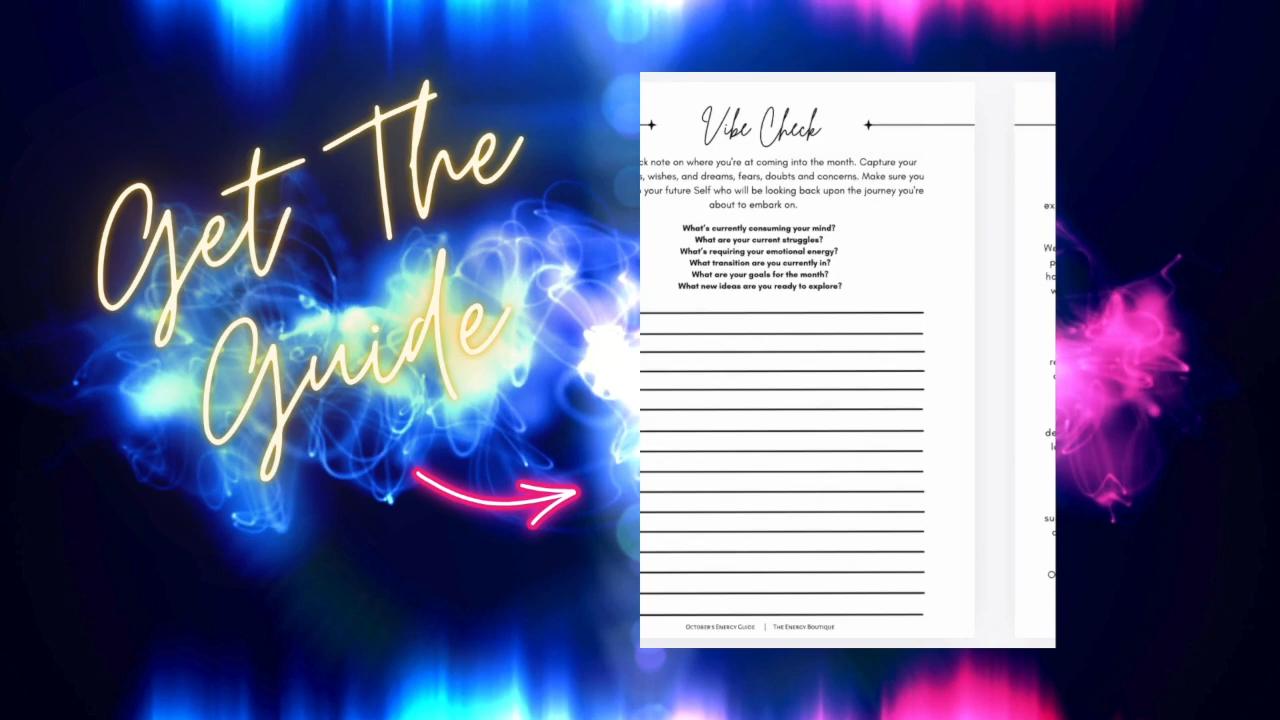 Get The
Guide
Vibe Check
note on where you're at coming into the month. Capture your
wishes, and dreams, fears, doubts and concerns. Make sure you
your future Self who will be looking back upon the journey you're
about to embark on.
What's currently consuming your mind?
What are your current struggles?
What's requiring your emotional energy?
What transition are you currently in?
What are your goals for the month?
What new ideas are you ready to explore?
October's Energy Guide | The Energy Boutique